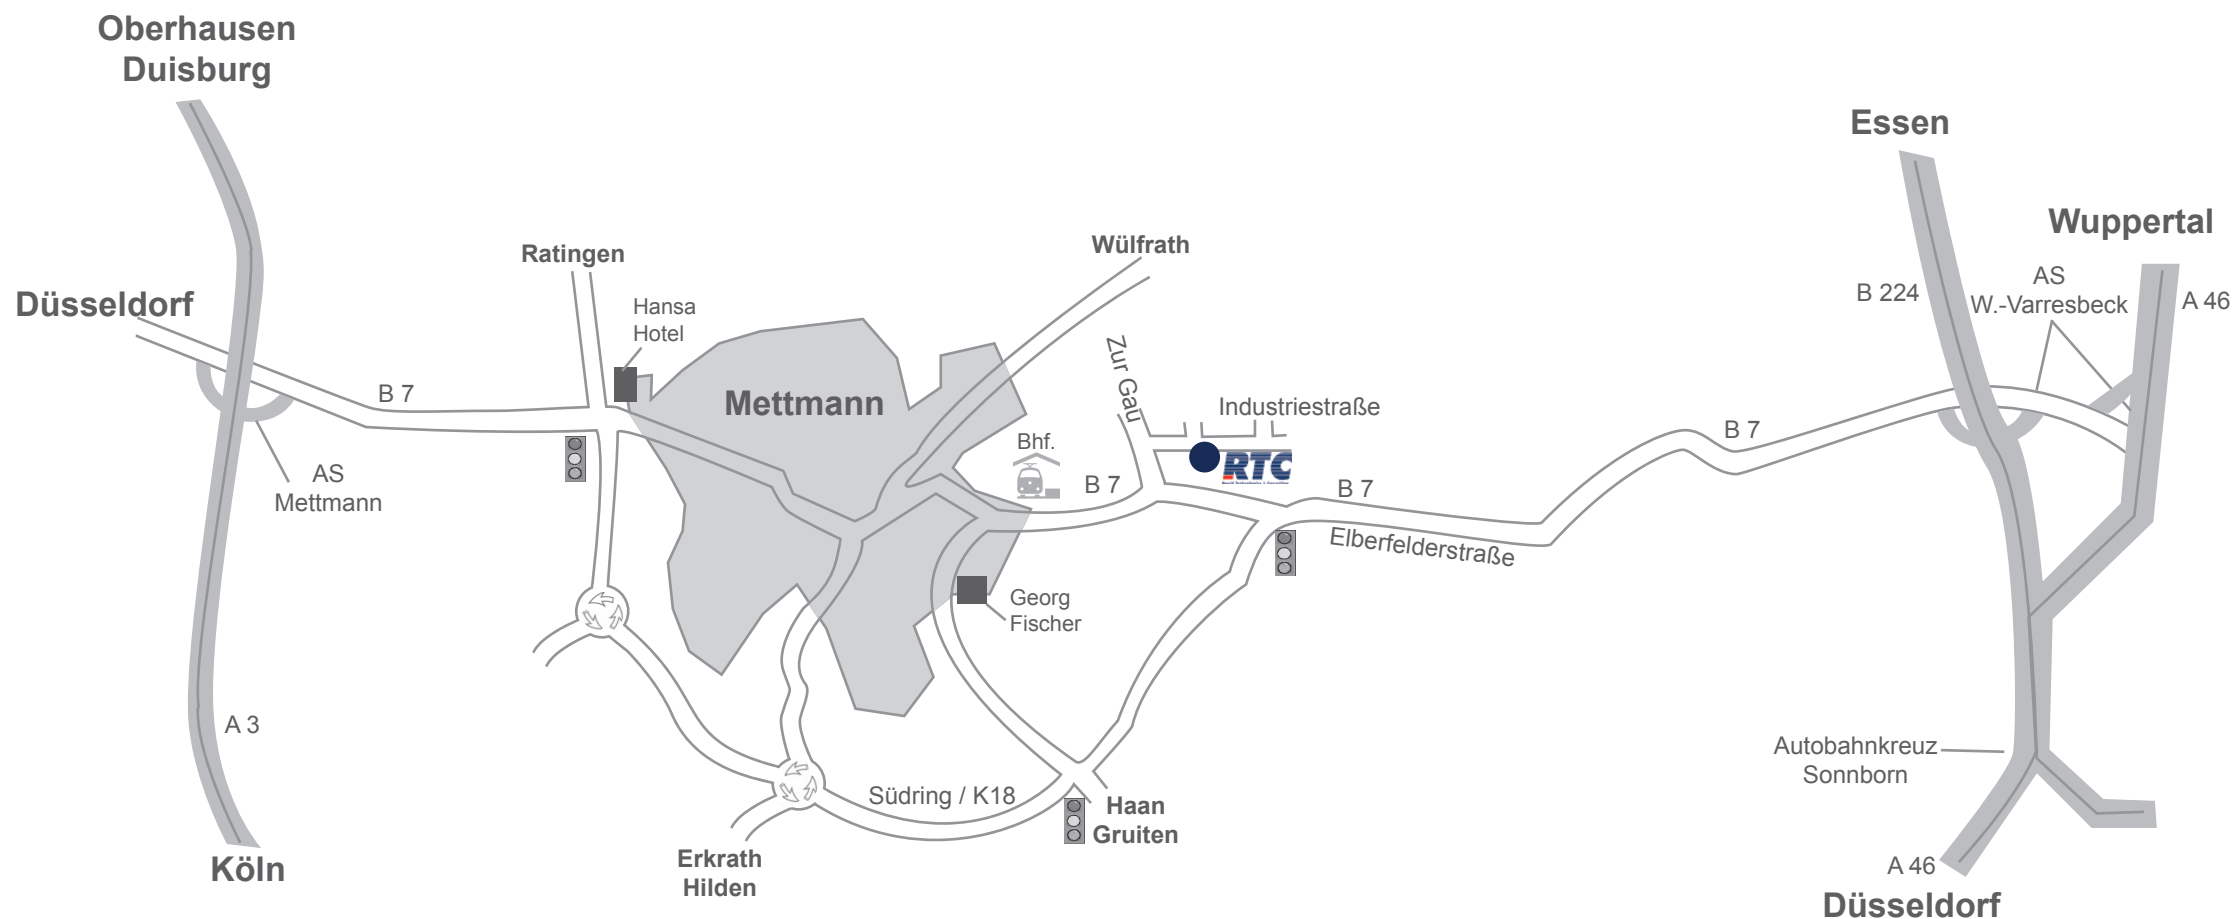 Oberhausen
Duisburg
Essen
Wuppertal
Ratingen
Wülfrath
Düsseldorf
Hansa
Hotel
B 224
AS
W.-Varresbeck
A 46
Zur Gau
B 7
Mettmann
Industriestraße
Bhf.
B 7
RTC
B 7
B 7
AS
Mettmann
Elberfelderstraße
Georg
Fischer
A 3
Autobahnkreuz
Sonnborn
Südring / K18
Haan
Gruiten
Erkrath
Hilden
Köln
A 46
Düsseldorf